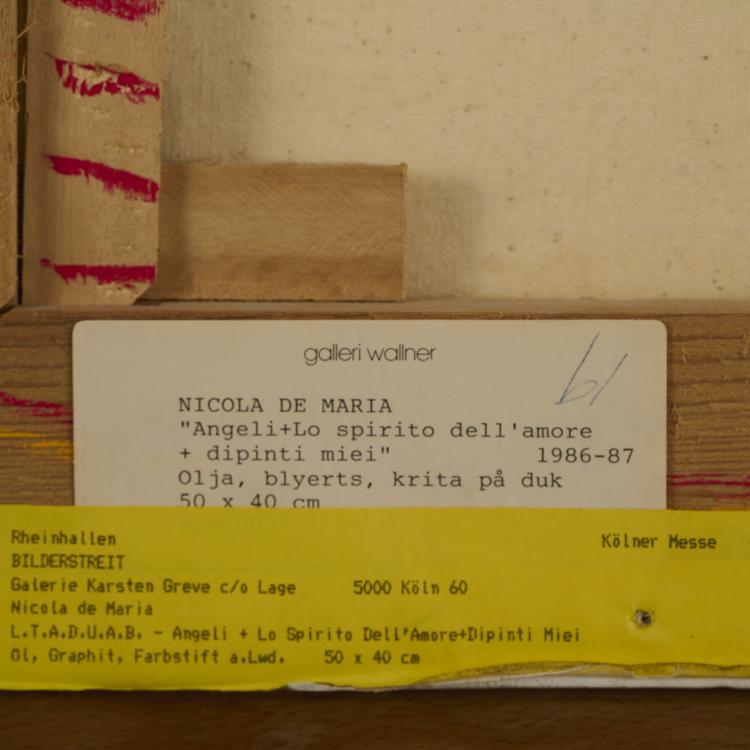 galleri wallner
61
NICOLA DE MARIA
"Angeli+Lo spirito dell'amore
+ dipinti miei" 1986-87
Olja, blyerts, krita på duk
50 x 40 cm
Rheinhallen Kölner Messe
BILDERSTREIT
Galerie Karsten Greve c/o Lage 5000 Köln 60
Nicola de Maria
L.T.A.D.U.A.B. - Angeli + Lo Spirito Dell'Amore+Dipinti Miei
Öl, Graphit, Farbstift a.Lwd. 50 x 40 cm